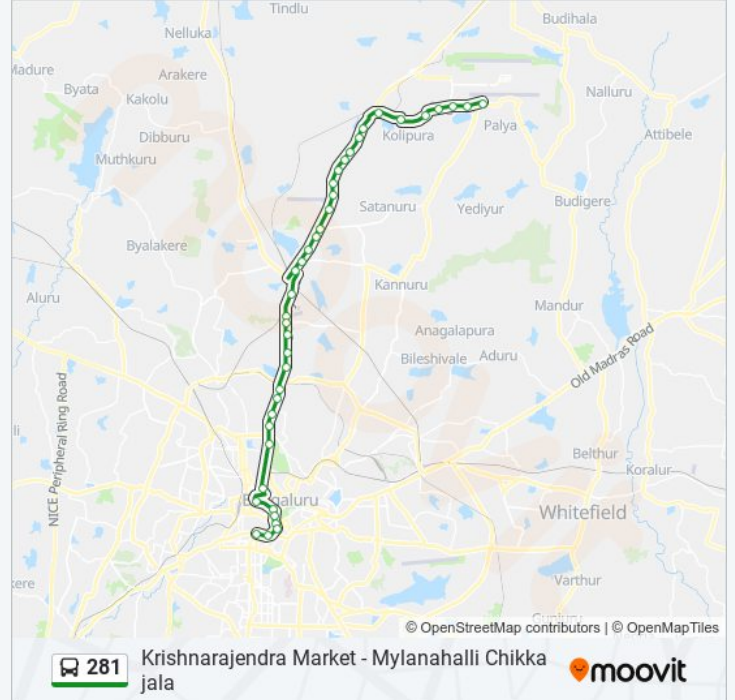 Tindlu
Budihala
Nelluka
Madure
Arakere
Byata
Kakolu
Nalluru
Dibburu
Kolipura
Palya
Attibele
Muthkuru
Satanuru
Yediyur
Budigere
Byalakere
Kannuru
Aluru
Mandur
Anagalapura
Bileshivale
Aduru
Old Madras Road
NICE Peripheral Ring Road
Belthur
Koralur
Whitefield
Varthur
© OpenStreetMap contributors | © OpenMapTiles
281
Krishnarajendra Market - Mylanahalli Chikka
jala
moovit